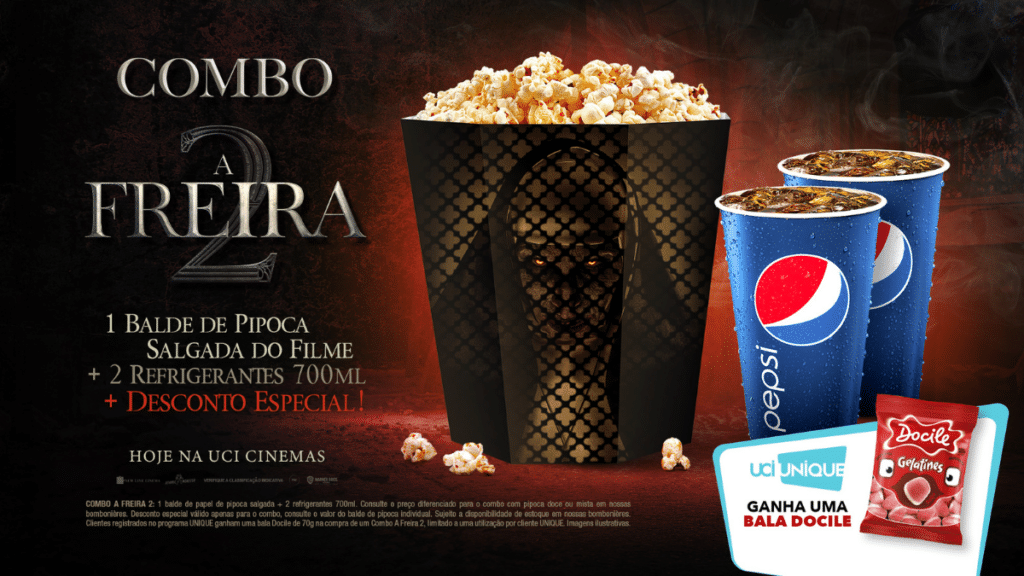 COMBO
A
FREIRA
2
1 BALDE DE PIPOCA
SALGADA DO FILME
+ 2 REFRIGERANTES 700ML
+ DESCONTO ESPECIAL!
HOJE NA UCI CINEMAS
COMBO A FREIRA 2: 1 balde de papel de pipoca salgada + 2 refrigerantes 700ml. Consulte o preço diferenciado para o combo com pipoca doce ou mista em nossas
bombonières. Desconto especial válido apenas para o combo, consulte o valor do balde de pipoca individual. Sujeito a disponibilidade de estoque em nossas bombonières.
Clientes registrados no programa UNIQUE ganham uma bala Docile de 70g na compra de um Combo A Freira 2, limitado a uma utilização por cliente UNIQUE. Imagens ilustrativas.
pepsi
uci UNIQUE
GANHA UMA
BALA DOCILE
Docile
Gelatines